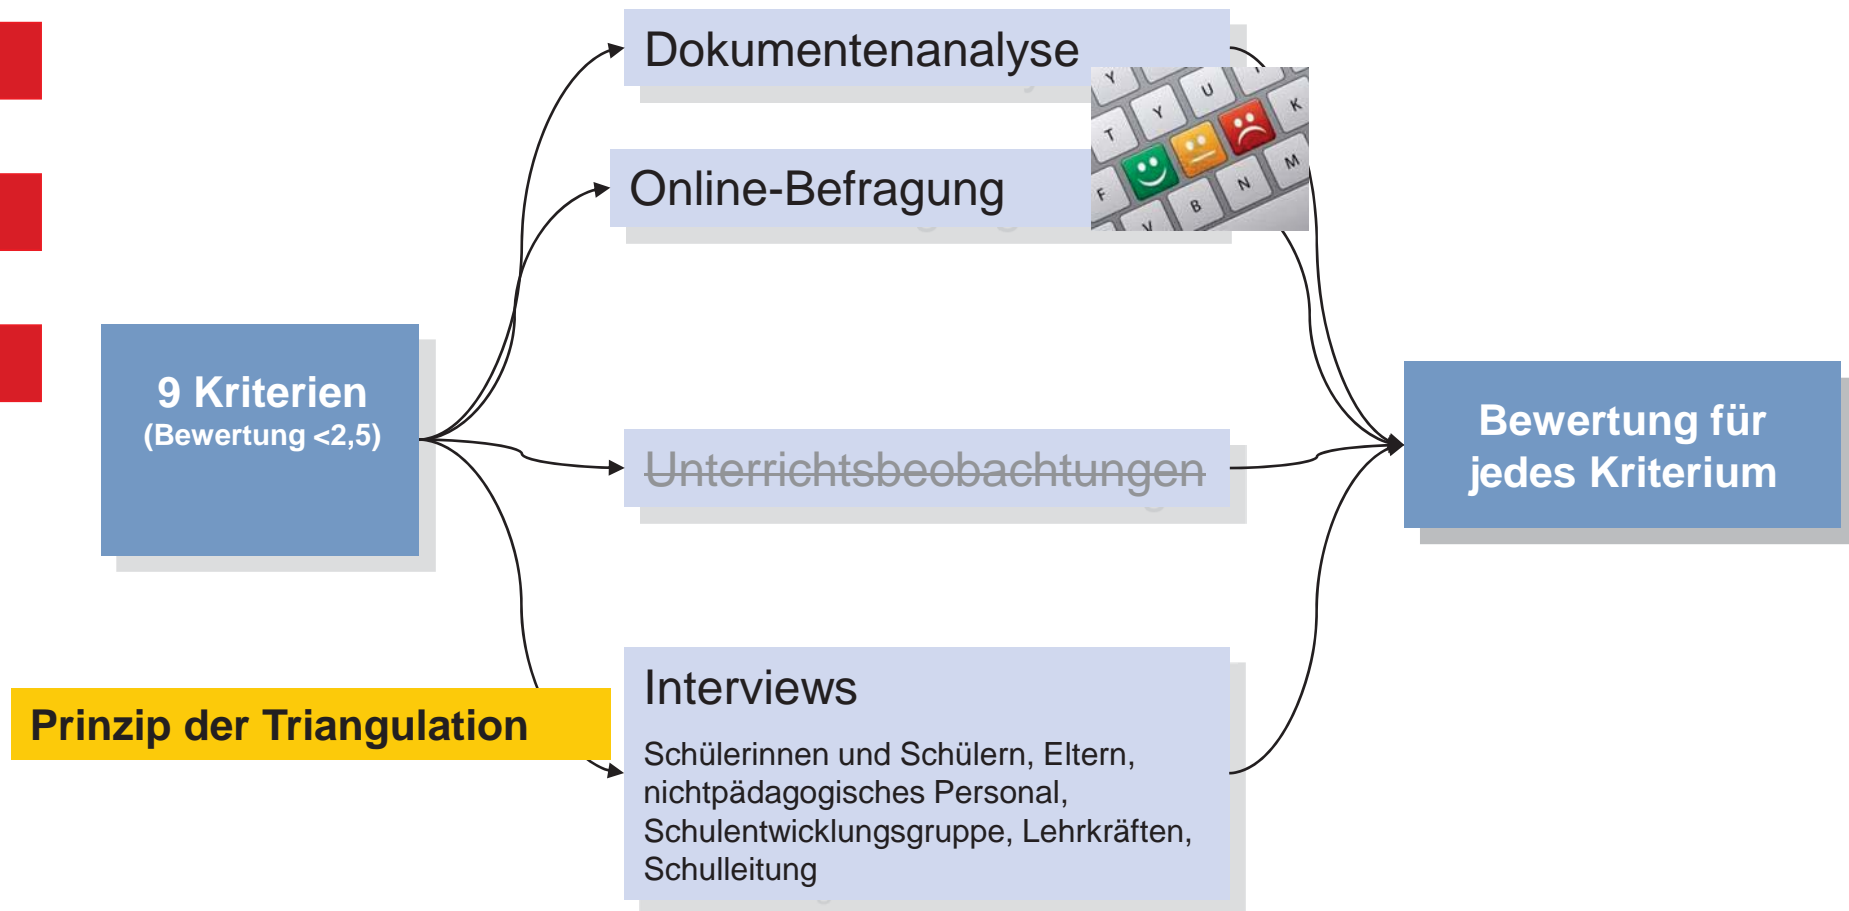 Dokumentenanalyse
Online-Befragung
Y
Y
T
Y
U
I
K
F
V
B
N
M
9 Kriterien
(Bewertung <2,5)
Unterrichtsbeobachtungen
Bewertung für
jedes Kriterium
Prinzip der Triangulation
Interviews
Schülerinnen und Schülern, Eltern,
nichtpädagogisches Personal,
Schulentwicklungsgruppe, Lehrkräften,
Schulleitung